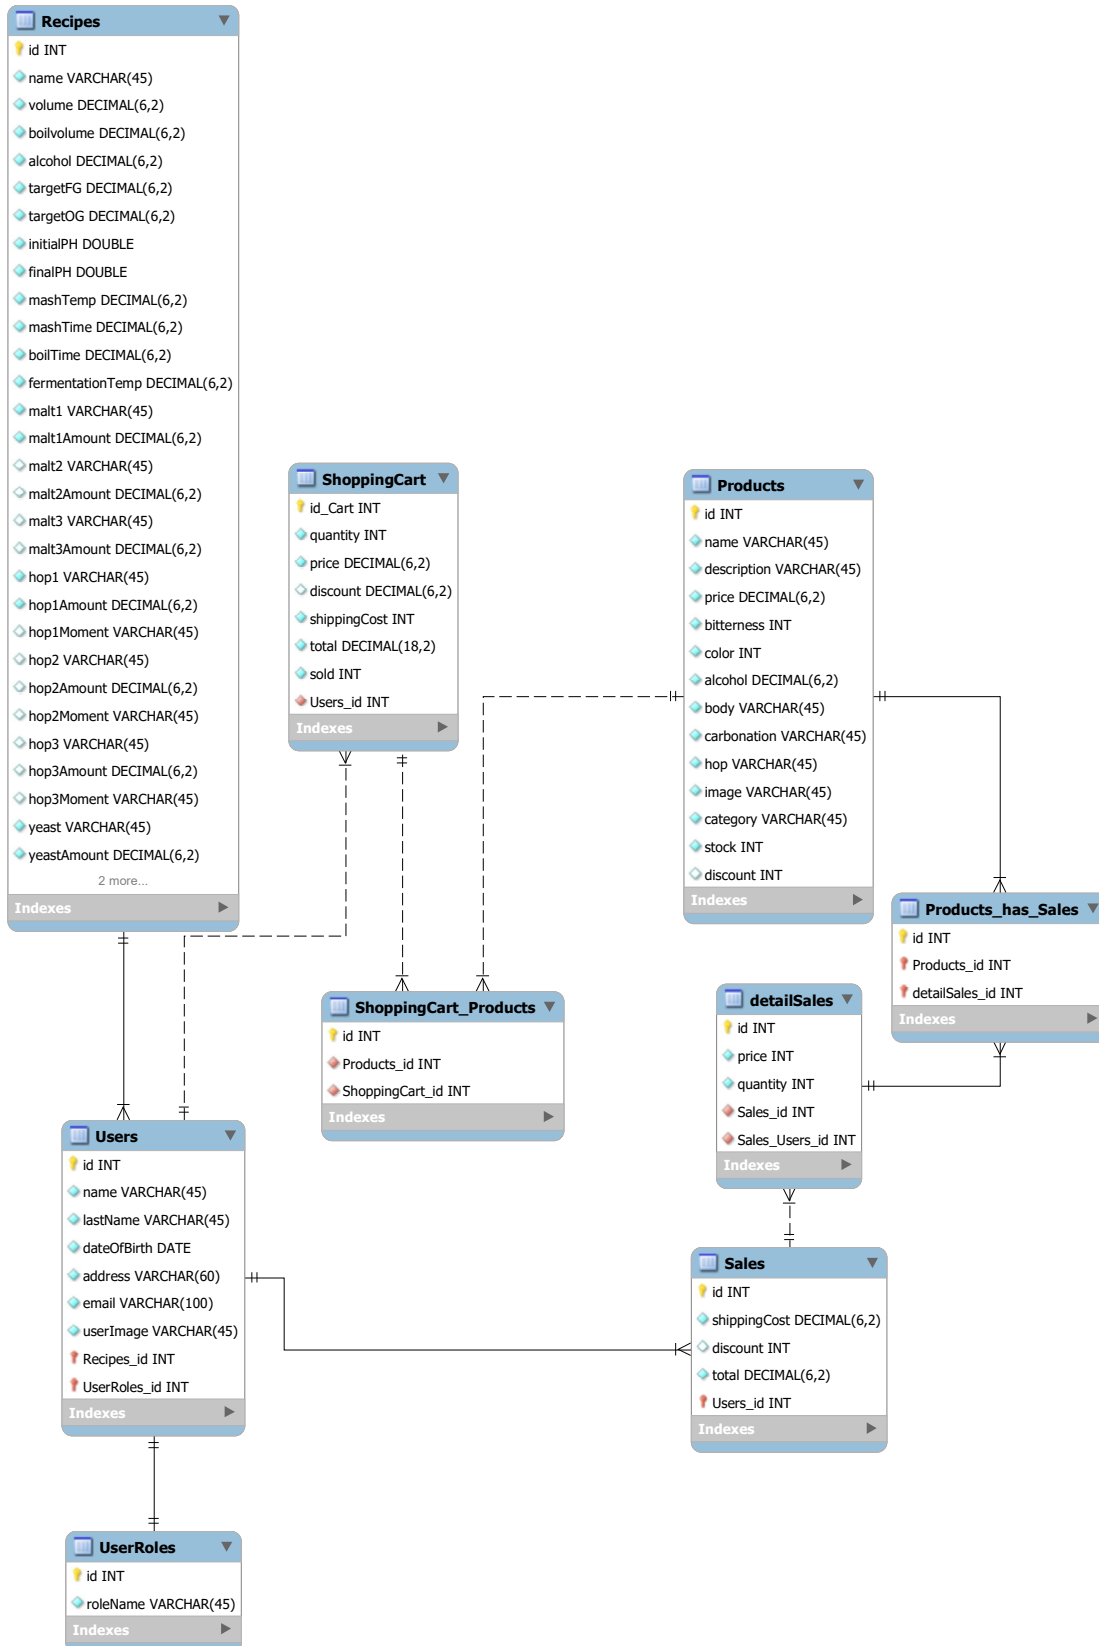 Recipes
id INT
name VARCHAR(45)
volume DECIMAL(6,2)
boilvolume DECIMAL(6,2)
alcohol DECIMAL(6,2)
targetFG DECIMAL(6,2)
targetOG DECIMAL(6,2)
initialPH DOUBLE
finalPH DOUBLE
mashTemp DECIMAL(6,2)
mashTime DECIMAL(6,2)
boilTime DECIMAL(6,2)
fermentationTemp DECIMAL(6,2)
malt1 VARCHAR(45)
malt1Amount DECIMAL(6,2)
malt2 VARCHAR(45)
malt2Amount DECIMAL(6,2)
malt3 VARCHAR(45)
malt3Amount DECIMAL(6,2)
hop1 VARCHAR(45)
hop1Amount DECIMAL(6,2)
hop1Moment VARCHAR(45)
hop2 VARCHAR(45)
hop2Amount DECIMAL(6,2)
hop2Moment VARCHAR(45)
hop3 VARCHAR(45)
hop3Amount DECIMAL(6,2)
hop3Moment VARCHAR(45)
yeast VARCHAR(45)
yeastAmount DECIMAL(6,2)
2 more...
Indexes
ShoppingCart
id_Cart INT
quantity INT
price DECIMAL(6,2)
discount DECIMAL(6,2)
shippingCost INT
total DECIMAL(18,2)
sold INT
Users_id INT
Indexes
Products
id INT
name VARCHAR(45)
description VARCHAR(45)
price DECIMAL(6,2)
bitterness INT
color INT
alcohol DECIMAL(6,2)
body VARCHAR(45)
carbonation VARCHAR(45)
hop VARCHAR(45)
image VARCHAR(45)
category VARCHAR(45)
stock INT
discount INT
Indexes
Products_has_Sales
id INT
Products_id INT
detailSales_id INT
Indexes
ShoppingCart_Products
id INT
Products_id INT
ShoppingCart_id INT
Indexes
detailSales
id INT
price INT
quantity INT
Sales_id INT
Sales_Users_id INT
Indexes
Users
id INT
name VARCHAR(45)
lastName VARCHAR(45)
dateOfBirth DATE
address VARCHAR(60)
email VARCHAR(100)
userImage VARCHAR(45)
Recipes_id INT
UserRoles_id INT
Indexes
Sales
id INT
shippingCost DECIMAL(6,2)
discount INT
total DECIMAL(6,2)
Users_id INT
Indexes
UserRoles
id INT
roleName VARCHAR(45)
Indexes